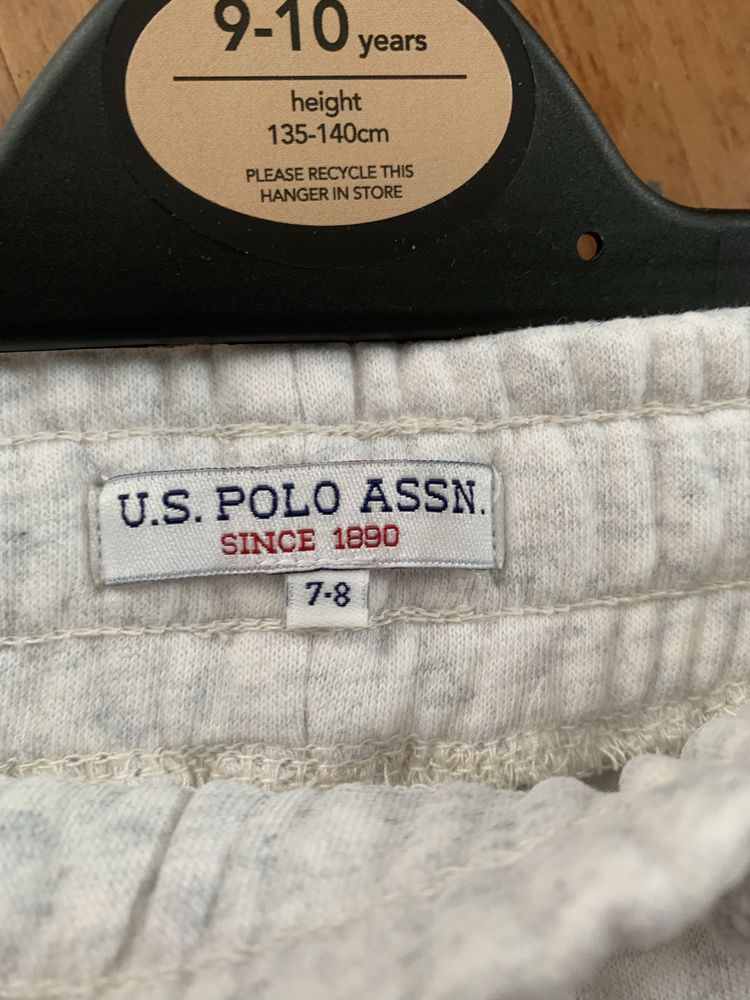 9-10 years
height
135-140cm
PLEASE RECYCLE THIS
HANGER IN STORE
U.S. POLO ASSN.
SINCE 1890
7-8